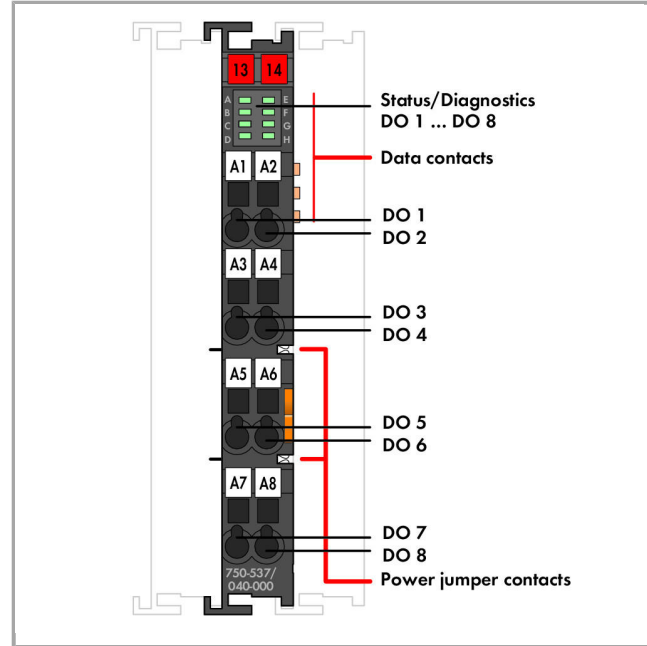 13 14
A E
B F
C G
D H
Status/Diagnostics
DO 1 ... DO 8
Data contacts
A1 A2
DO 1
DO 2
A3 A4
DO 3
DO 4
A5 A6
DO 5
DO 6
A7 A8
DO 7
DO 8
750-537/
040-000
Power jumper contacts